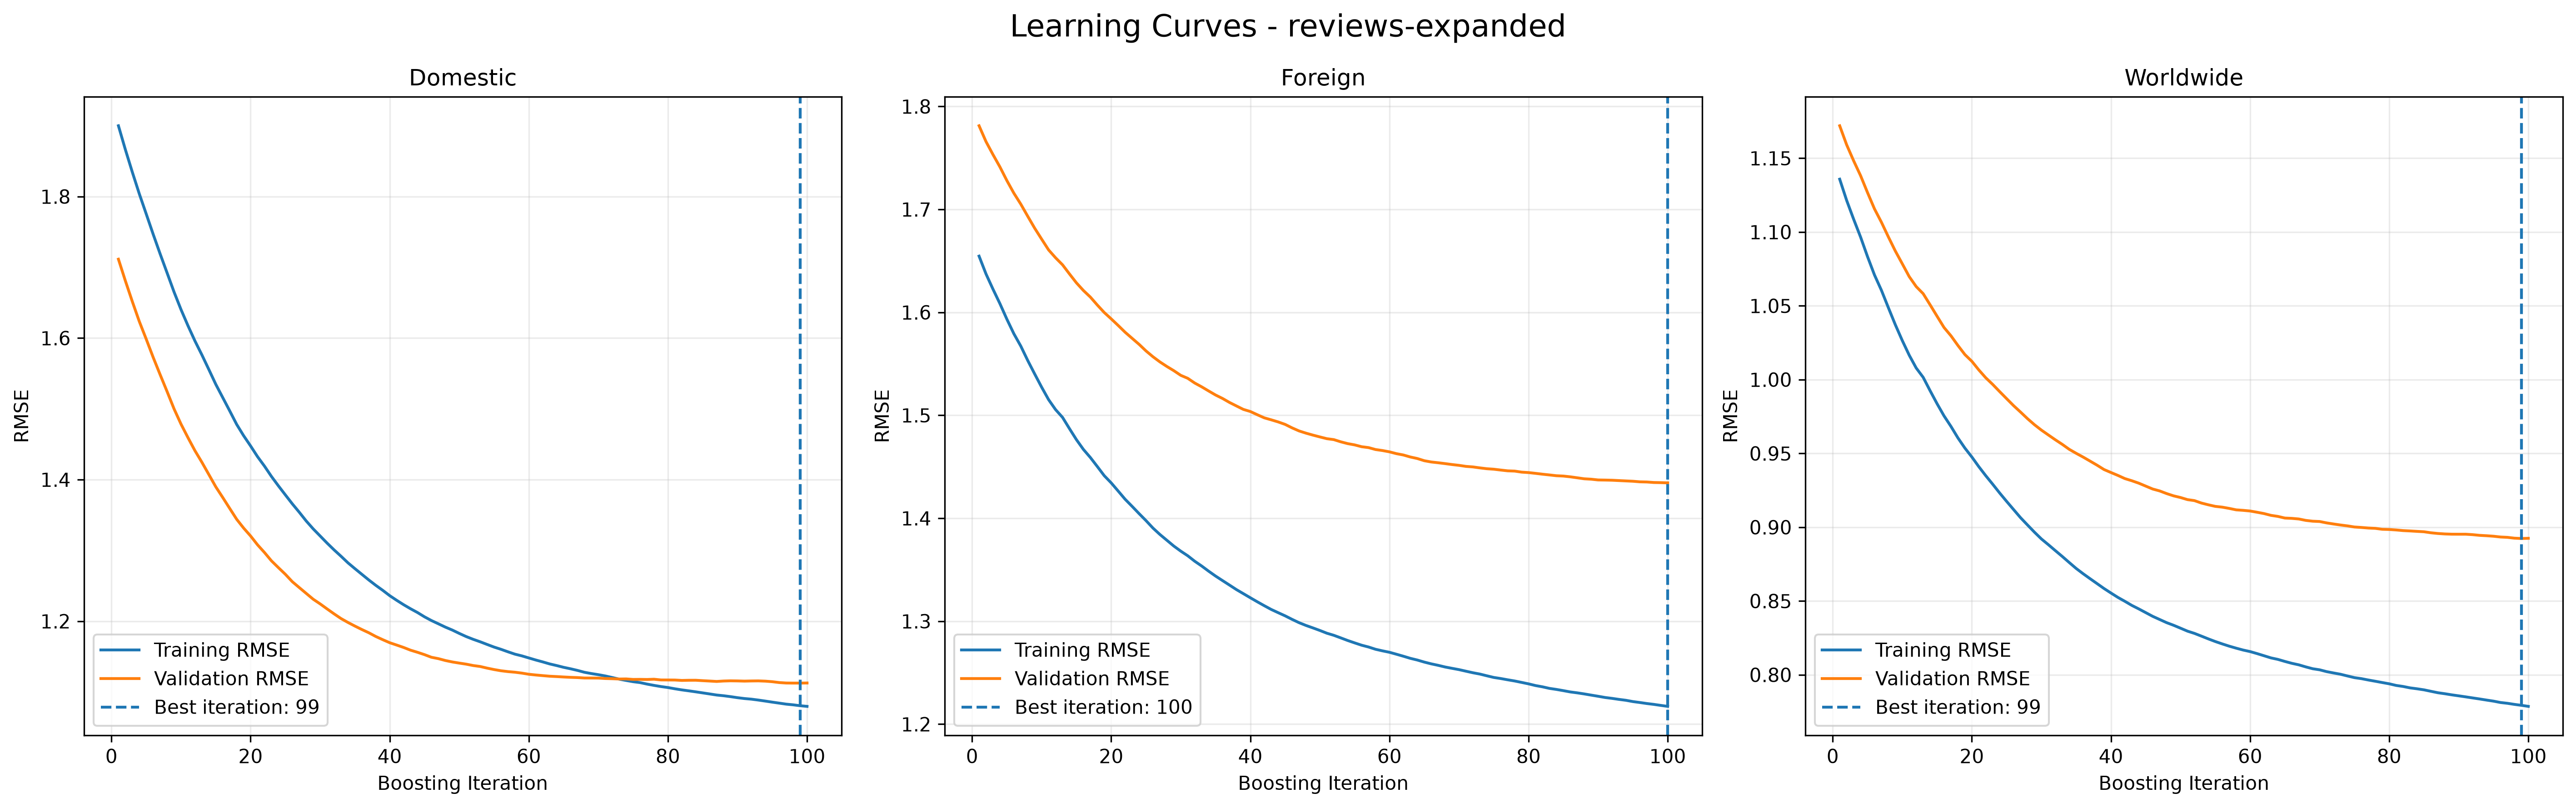 Learning Curves - reviews-expanded
Domestic
RMSE
1.8
1.6
1.4
1.2
Training RMSE
Validation RMSE
Best iteration: 99
0 20 40 60 80 100
Boosting Iteration
Foreign
RMSE
1.8
1.7
1.6
1.5
1.4
1.3
1.2
Training RMSE
Validation RMSE
Best iteration: 100
0 20 40 60 80 100
Boosting Iteration
Worldwide
RMSE
1.15
1.10
1.05
1.00
0.95
0.90
0.85
0.80
Training RMSE
Validation RMSE
Best iteration: 99
0 20 40 60 80 100
Boosting Iteration